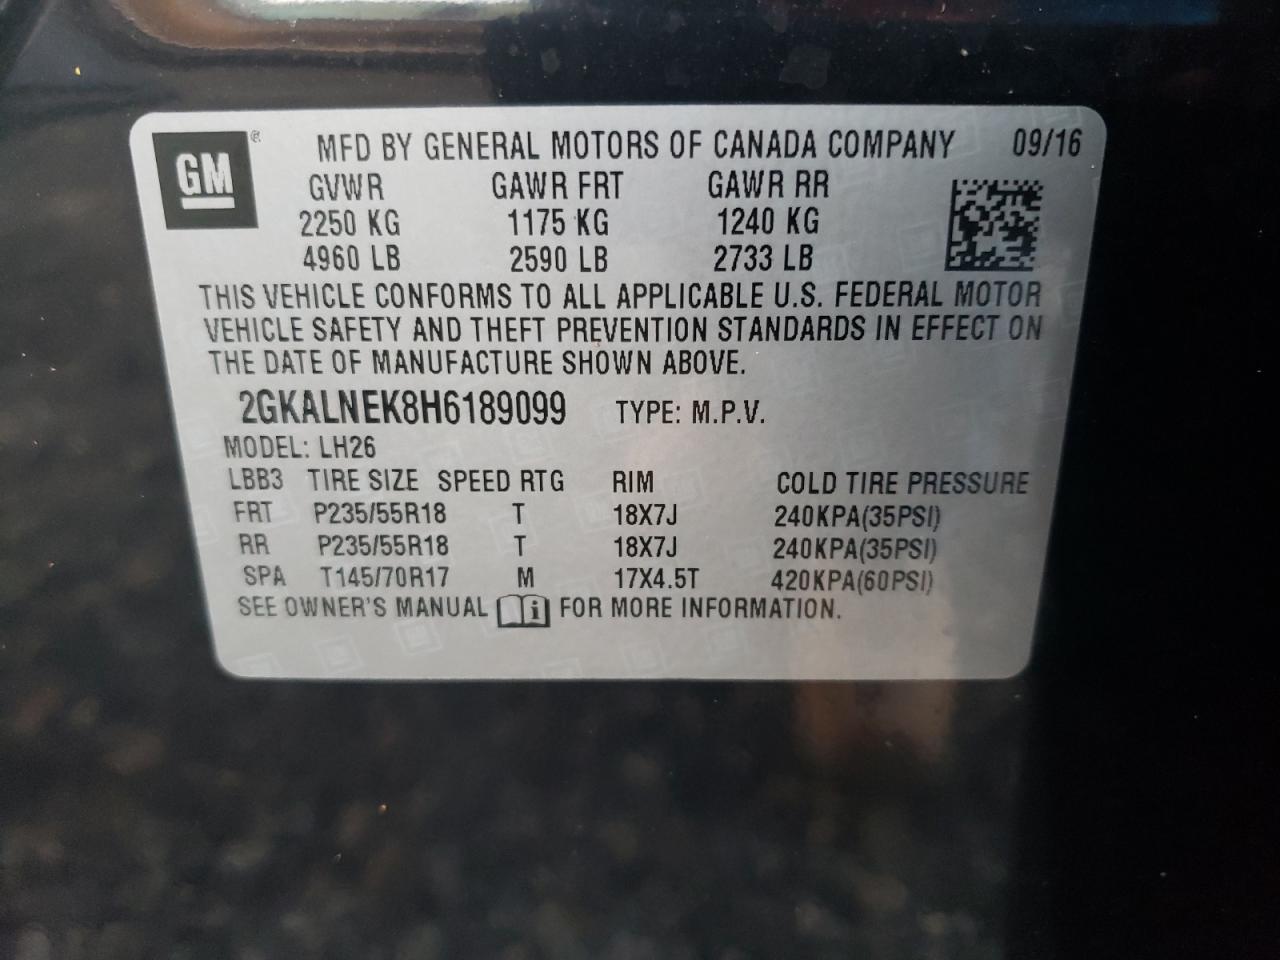 GM ® MFD BY GENERAL MOTORS OF CANADA COMPANY 09/16
GVWR GAWR FRT GAWR RR
2250 KG 1175 KG 1240 KG
4960 LB 2590 LB 2733 LB
THIS VEHICLE CONFORMS TO ALL APPLICABLE U.S. FEDERAL MOTOR
VEHICLE SAFETY AND THEFT PREVENTION STANDARDS IN EFFECT ON
THE DATE OF MANUFACTURE SHOWN ABOVE.
2GKALNEK8H6189099 TYPE: M.P.V.
MODEL: LH26
LBB3 TIRE SIZE SPEED RTG RIM COLD TIRE PRESSURE
FRT P235/55R18 T 18X7J 240KPA(35PSI)
RR P235/55R18 T 18X7J 240KPA(35PSI)
SPA T145/70R17 M 17X4.5T 420KPA(60PSI)
SEE OWNER'S MANUAL i FOR MORE INFORMATION.